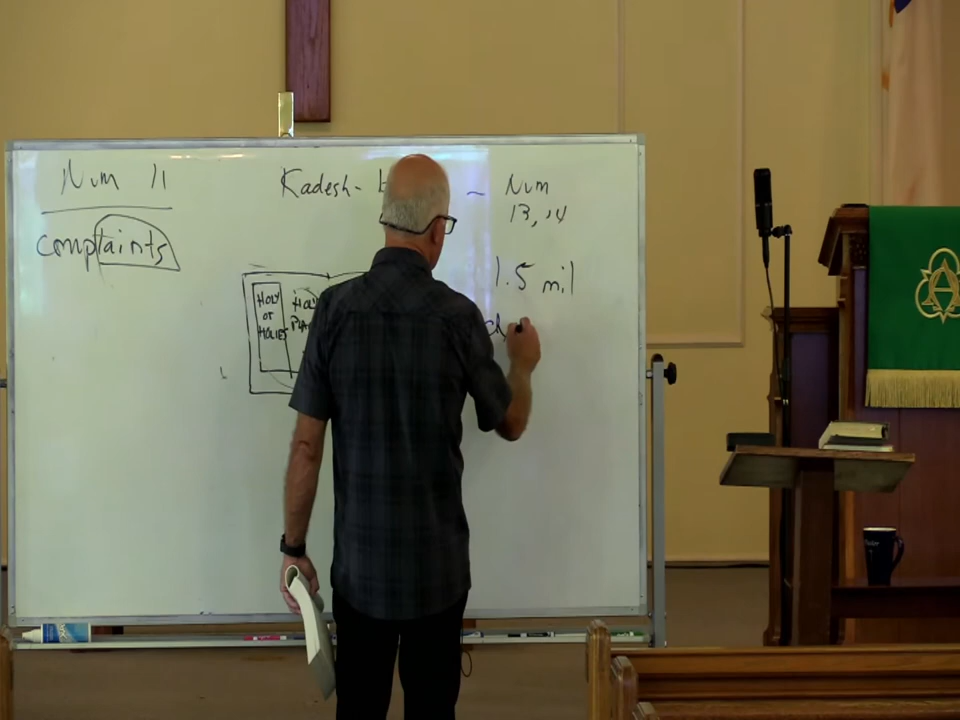 Num 11
complaints
Kadesh- b
~ Num
13, 14
1.5 mil
HOLY
OF
HOLIES